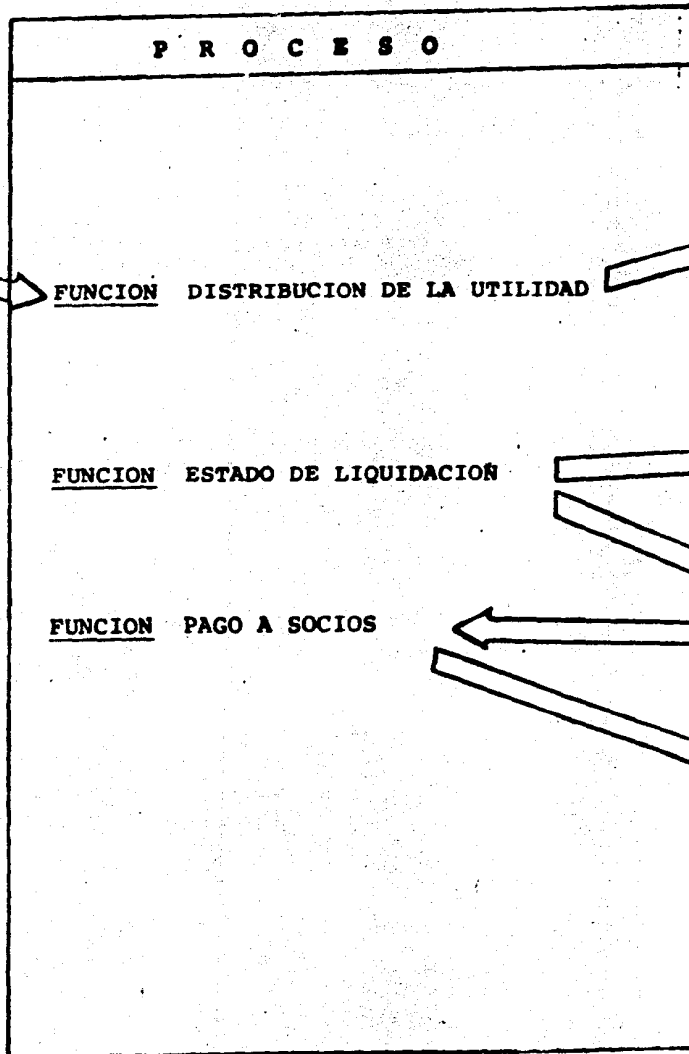 P R O C E S O
FUNCION DISTRIBUCION DE LA UTILIDAD
FUNCION ESTADO DE LIQUIDACION
FUNCION PAGO A SOCIOS